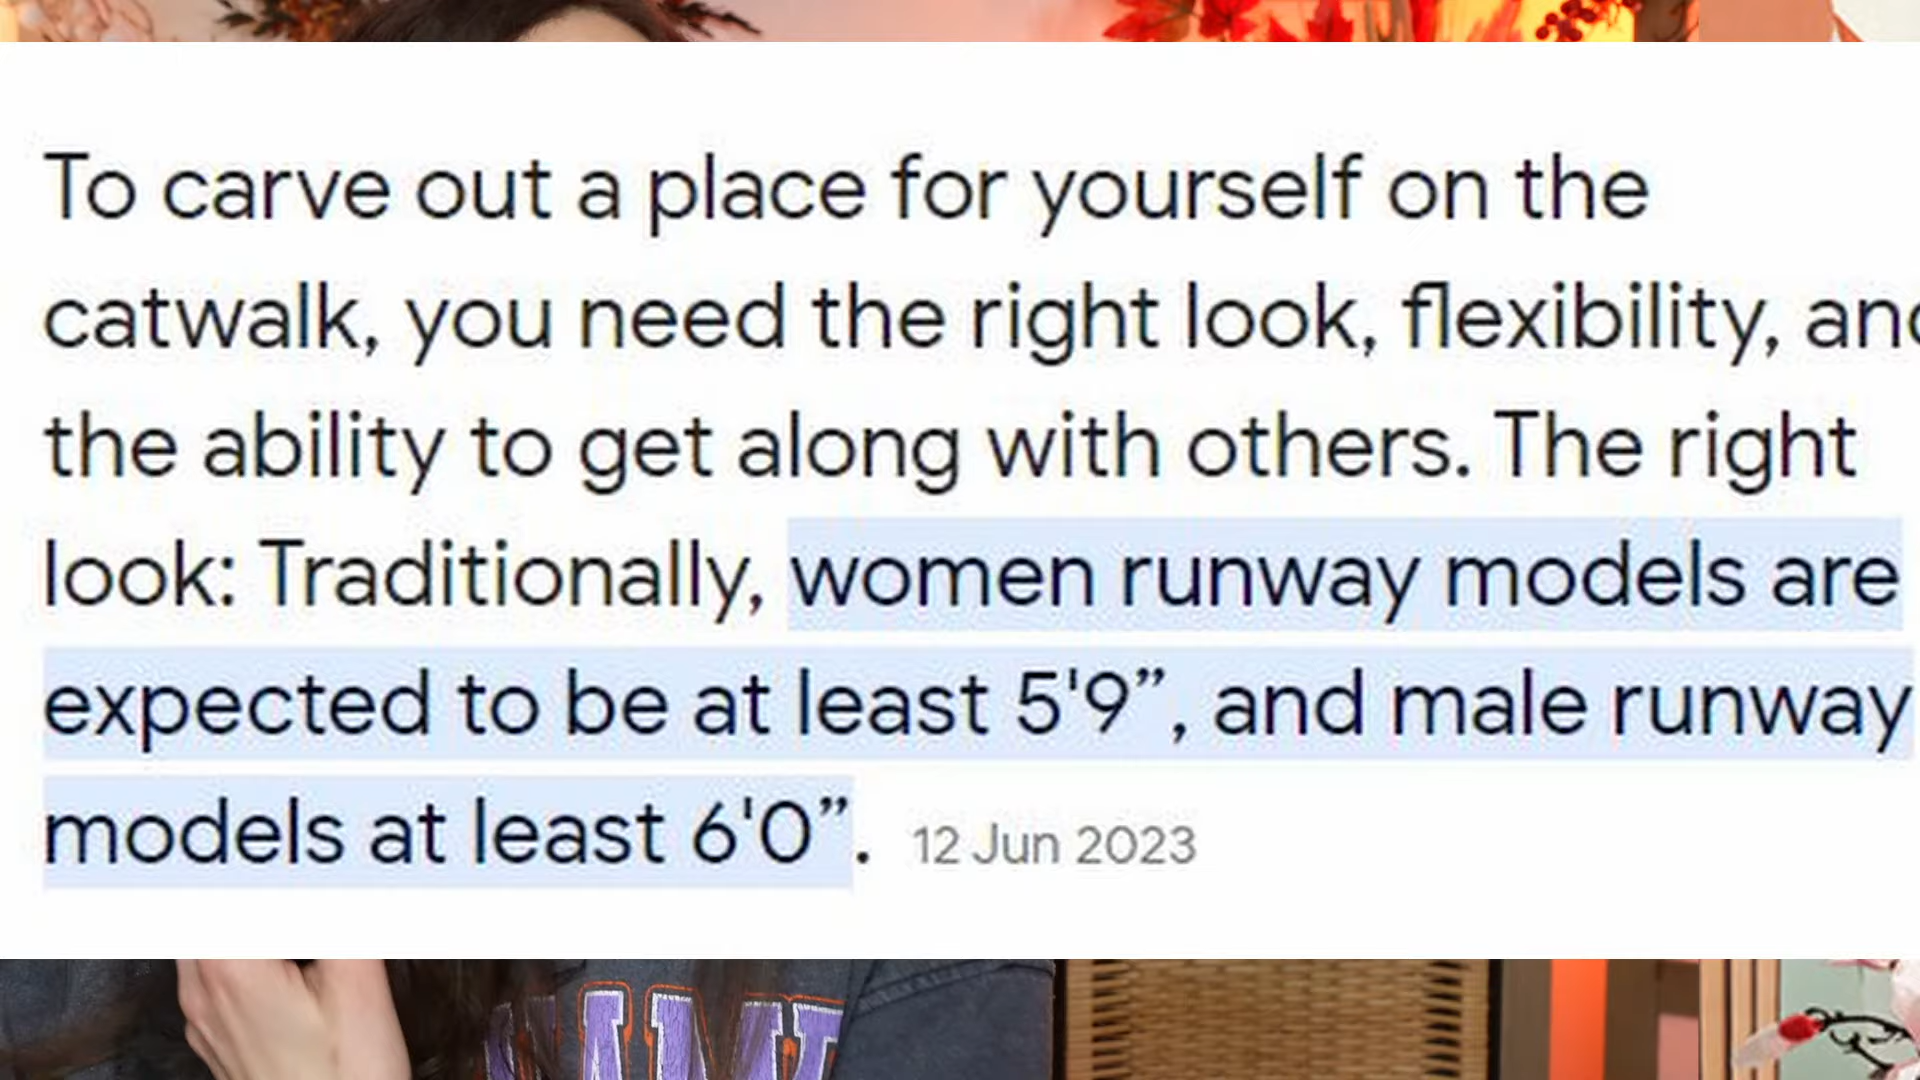 To carve out a place for yourself on the
catwalk, you need the right look, flexibility, and
the ability to get along with others. The right
look: Traditionally, women runway models are
expected to be at least 5'9”, and male runway
models at least 6'0”. 12 Jun 2023